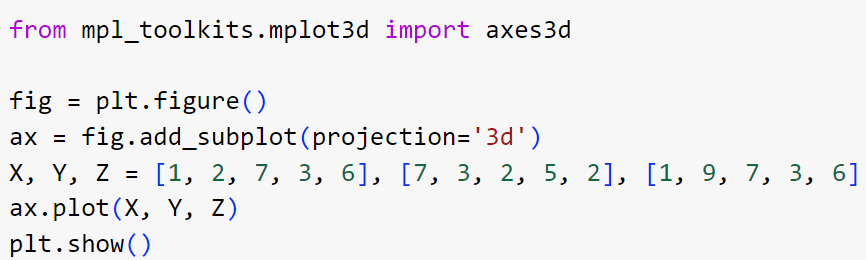 from mpl_toolkits.mplot3d import axes3d
fig = plt.figure()
ax = fig.add_subplot(projection='3d')
X, Y, Z = [1, 2, 7, 3, 6], [7, 3, 2, 5, 2], [1, 9, 7, 3, 6]
ax.plot(X, Y, Z)
plt.show()